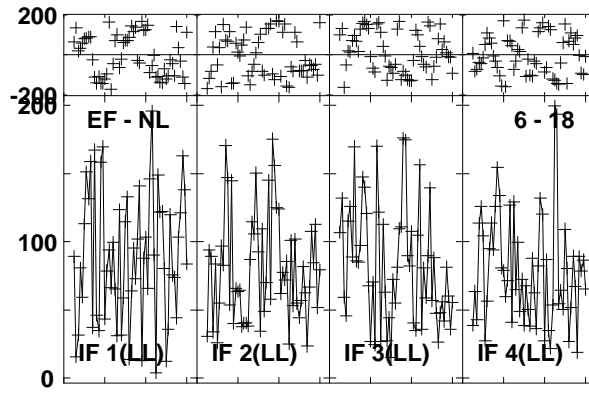 200
-200
200
EF - NL
6 - 18
100
IF 1(LL)
IF 2(LL)
IF 3(LL)
IF 4(LL)
0